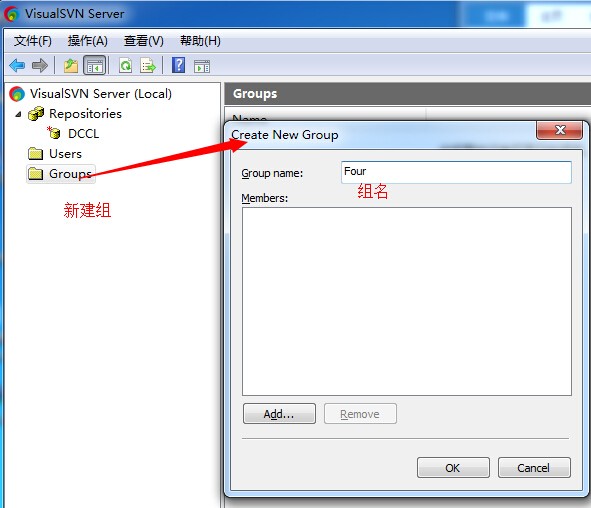 VisualSVN Server
文件(F) 操作(A) 查看(V) 帮助(H)
VisualSVN Server (Local)
Repositories
DCCL
Users
Groups
新建组
Groups
Name
Create New Group
Group name: Four
组名
Members:
Add... Remove
OK Cancel